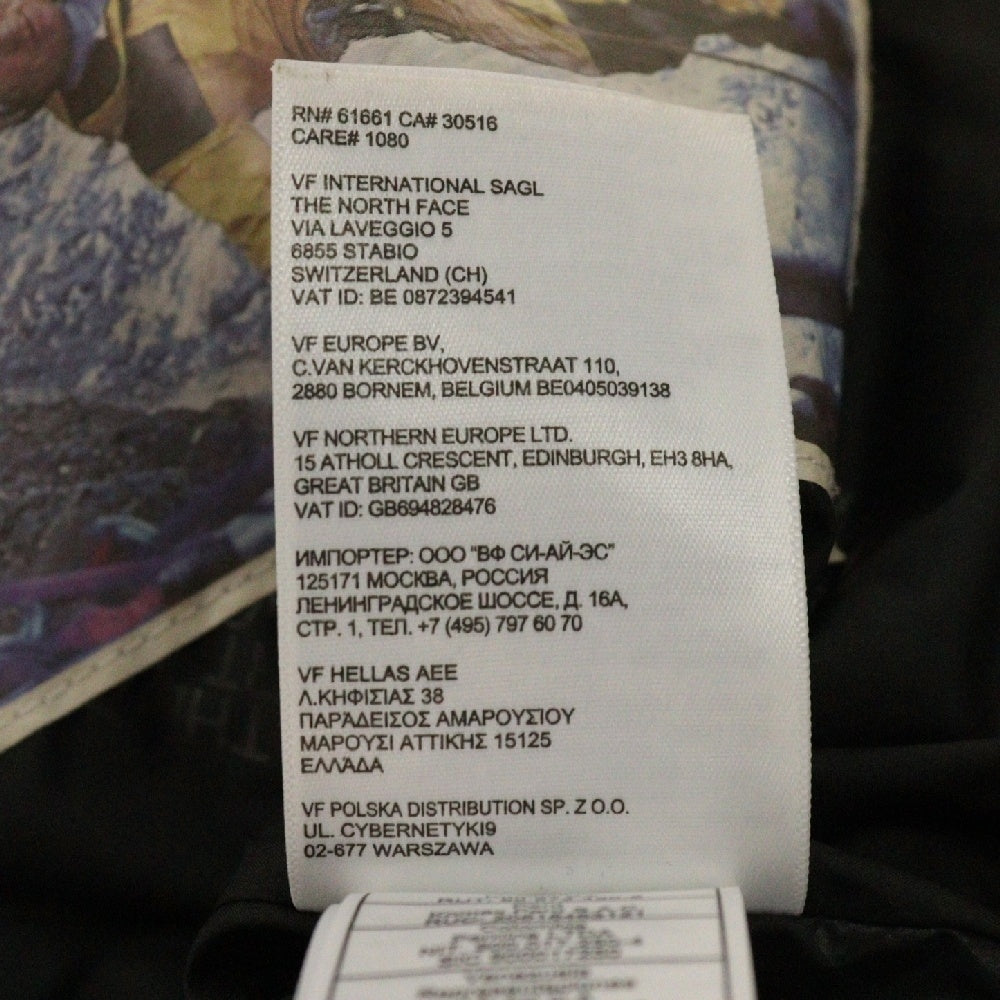 RN# 61661 CA# 30516
CARE# 1080
VF INTERNATIONAL SAGL
THE NORTH FACE
VIA LAVEGGIO 5
6855 STABIO
SWITZERLAND (CH)
VAT ID: BE 0872394541
VF EUROPE BV,
C.VAN KERCKHOVENSTRAAT 110,
2880 BORNEM, BELGIUM BE0405039138
VF NORTHERN EUROPE LTD.
15 ATHOLL CRESCENT, EDINBURGH, EH3 8HA,
GREAT BRITAIN GB
VAT ID: GB694828476
ИМПОРТЕР: ООО "ВФ СИ-АЙ-ЭС"
125171 МОСКВА, РОССИЯ
ЛЕНИНГРАДСКОЕ ШОССЕ, Д. 16А,
СТР. 1, ТЕЛ. +7 (495) 797 60 70
VF HELLAS AEE
Λ.ΚΗΦΙΣΙΑΣ 38
ΠΑΡΆΔΕΙΣΟΣ ΑΜΑΡΟΥΣΙΟΥ
ΜΑΡΟΥΣΙ ΑΤΤΙΚΗΣ 15125
ΕΛΛΆΔΑ
VF POLSKA DISTRIBUTION SP. Z O.O.
UL. CYBERNETYKI9
02-677 WARSZAWA